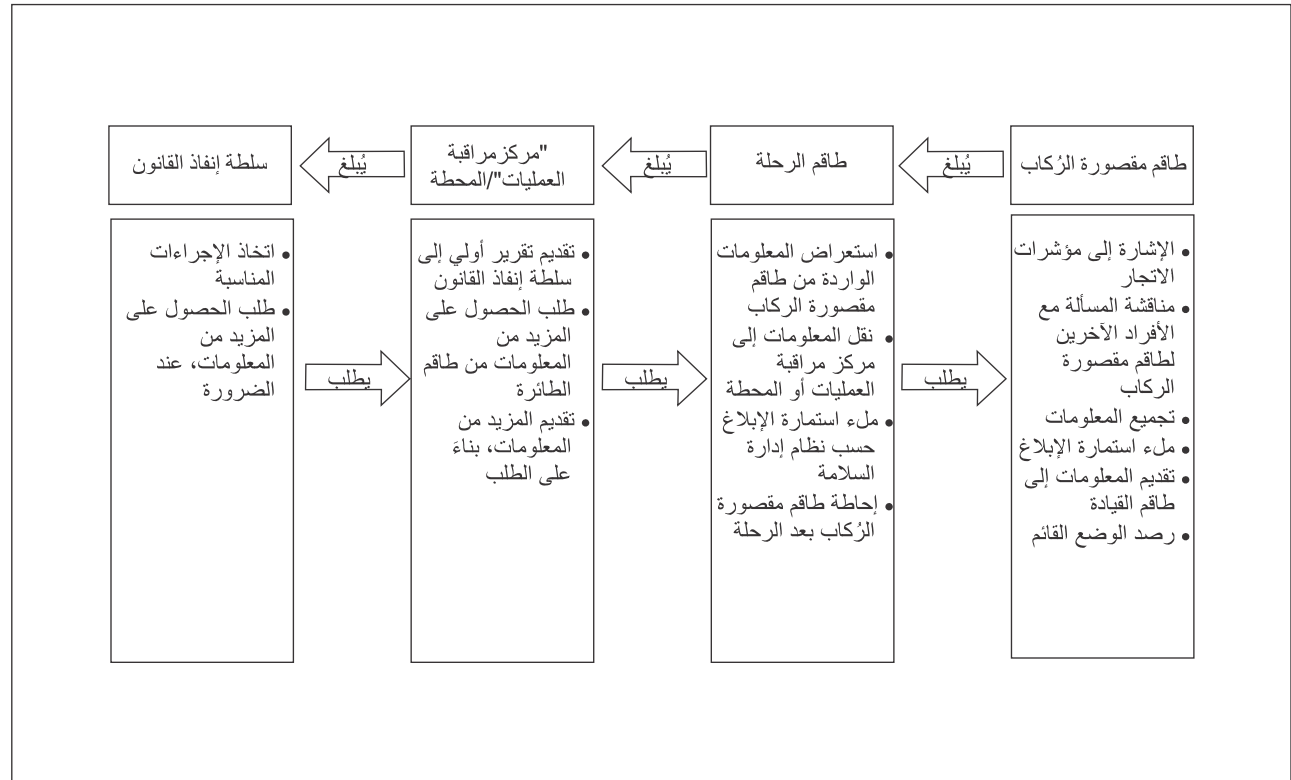 طاقم مقصورة الرُكاب
يُبلغ
طاقم الرحلة
يُبلغ
"مركز مراقبة
العمليات"/المحطة
يُبلغ
سلطة إنفاذ القانون
• الإشارة إلى مؤشرات
الاتجار
• مناقشة المسألة مع
الأفراد الآخرين
لطاقم مقصورة
الركاب
• تجميع المعلومات
• ملء استمارة الإبلاغ
• تقديم المعلومات إلى
طاقم القيادة
• رصد الوضع القائم
يطلب
• استعراض المعلومات
الواردة من طاقم
مقصورة الركاب
• نقل المعلومات إلى
مركز مراقبة
العمليات أو المحطة
• ملء استمارة الإبلاغ
حسب نظام إدارة
السلامة
• إحاطة طاقم مقصورة
الرُكاب بعد الرحلة
يطلب
• تقديم تقرير أولي إلى
سلطة إنفاذ القانون
• طلب الحصول على
المزيد من
المعلومات من طاقم
الطائرة
• تقديم المزيد من
المعلومات، بناءً
على الطلب
يطلب
• اتخاذ الإجراءات
المناسبة
• طلب الحصول على
المزيد من
المعلومات، عند
الضرورة